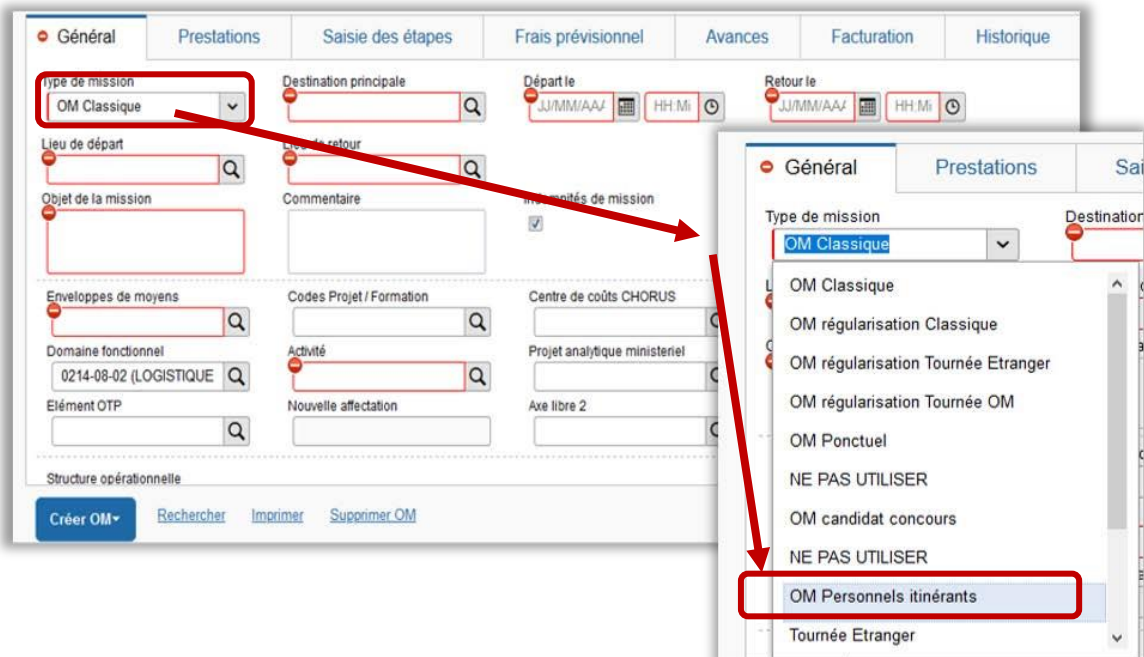 Général Prestations Saisie des étapes Frais prévisionnel Avances Facturation Historique
Type de mission Destination principale Départ le Retour le
OM Classique JJ/MM/AA/ HH:Mi JJ/MM/AA/ HH:Mi
Lieu de départ Lieu de retour
Objet de la mission Commentaire Indemnités de mission
Enveloppes de moyens Codes Projet / Formation Centre de coûts CHORUS
Domaine fonctionnel Activité Projet analytique ministeriel
0214-08-02 (LOGISTIQUE
Elément OTP Nouvelle affectation Axe libre 2
Structure opérationnelle
Créer OM Rechercher Imprimer Supprimer OM
Général Prestations Sai
Type de mission Destination
OM Classique
OM Classique
OM régularisation Classique
OM régularisation Tournée Etranger
OM régularisation Tournée OM
OM Ponctuel
NE PAS UTILISER
OM candidat concours
NE PAS UTILISER
OM Personnels itinérants
Tournée Etranger